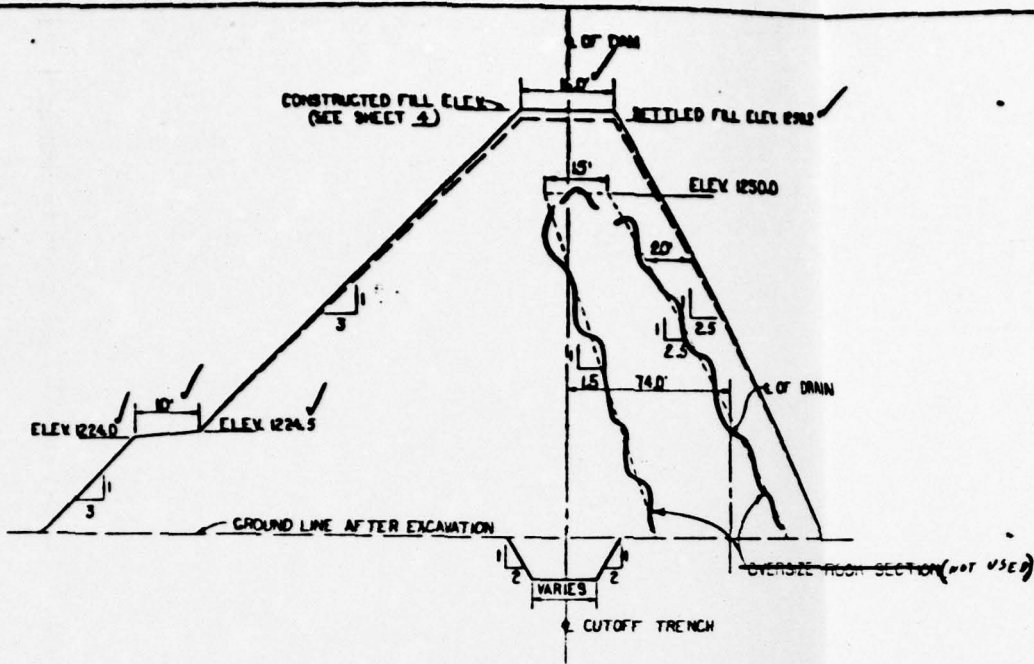 ℄ OF DAM
16.0'
CONSTRUCTED FILL ELEV.
(SEE SHEET 4)
SETTLED FILL ELEV.
15'
ELEV. 1250.0
20'
1
3
1
2.5
1
2.5
1
1.5
74.0'
℄ OF DRAIN
10'
ELEV. 1224.0
ELEV. 1224.5
1
3
GROUND LINE AFTER EXCAVATION
OVERSIZE ROCK SECTION (NOT USED)
1
2
1
2
VARIES
℄ CUTOFF TRENCH